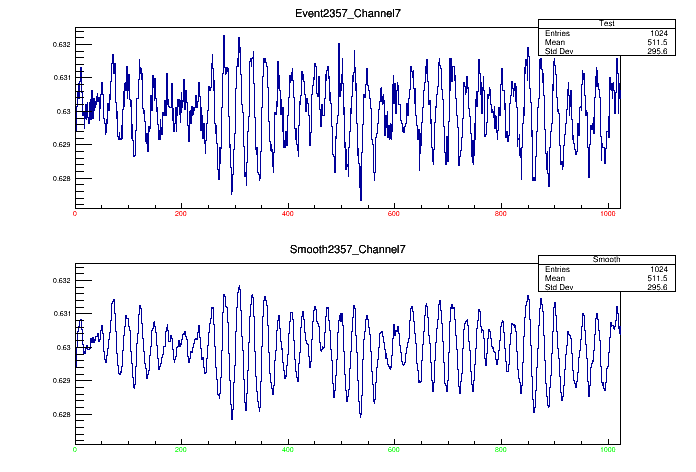 Event2357_Channel7
Test
Entries 1024
Mean 511.5
Std Dev 295.6
0.632
0.631
0.63
0.629
0.628
0 200 400 600 800 1000
Smooth2357_Channel7
Smooth
Entries 1024
Mean 511.5
Std Dev 295.6
0.632
0.631
0.63
0.629
0.628
0 200 400 600 800 1000